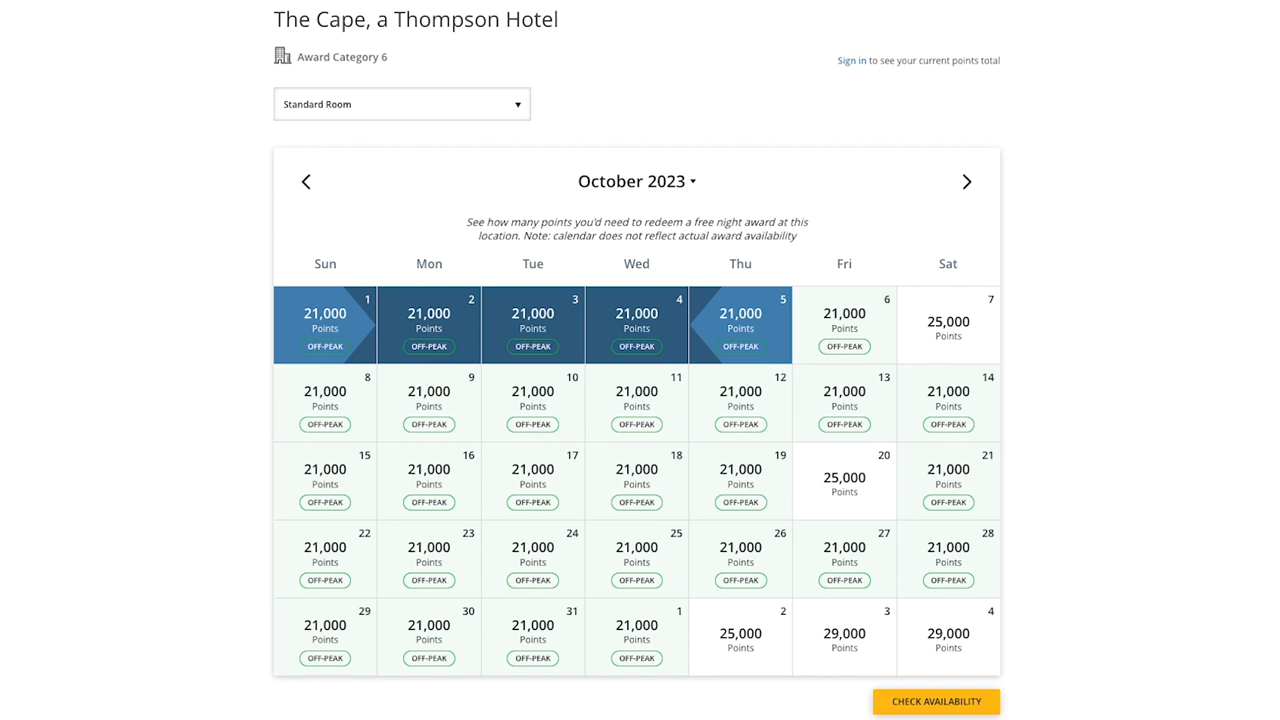 The Cape, a Thompson Hotel
Award Category 6
Sign in to see your current points total
Standard Room
October 2023
See how many points you'd need to redeem a free night award at this
location. Note: calendar does not reflect actual award availability
Sun Mon Tue Wed Thu Fri Sat
1 2 3 4 5 6 7
21,000 21,000 21,000 21,000 21,000 21,000 25,000
Points Points Points Points Points Points Points
OFF-PEAK OFF-PEAK OFF-PEAK OFF-PEAK OFF-PEAK OFF-PEAK
8 9 10 11 12 13 14
21,000 21,000 21,000 21,000 21,000 21,000 21,000
Points Points Points Points Points Points Points
OFF-PEAK OFF-PEAK OFF-PEAK OFF-PEAK OFF-PEAK OFF-PEAK OFF-PEAK
15 16 17 18 19 20 21
21,000 21,000 21,000 21,000 21,000 25,000 21,000
Points Points Points Points Points Points Points
OFF-PEAK OFF-PEAK OFF-PEAK OFF-PEAK OFF-PEAK OFF-PEAK
22 23 24 25 26 27 28
21,000 21,000 21,000 21,000 21,000 21,000 21,000
Points Points Points Points Points Points Points
OFF-PEAK OFF-PEAK OFF-PEAK OFF-PEAK OFF-PEAK OFF-PEAK OFF-PEAK
29 30 31 1 2 3 4
21,000 21,000 21,000 21,000 25,000 29,000 29,000
Points Points Points Points Points Points Points
OFF-PEAK OFF-PEAK OFF-PEAK OFF-PEAK
CHECK AVAILABILITY